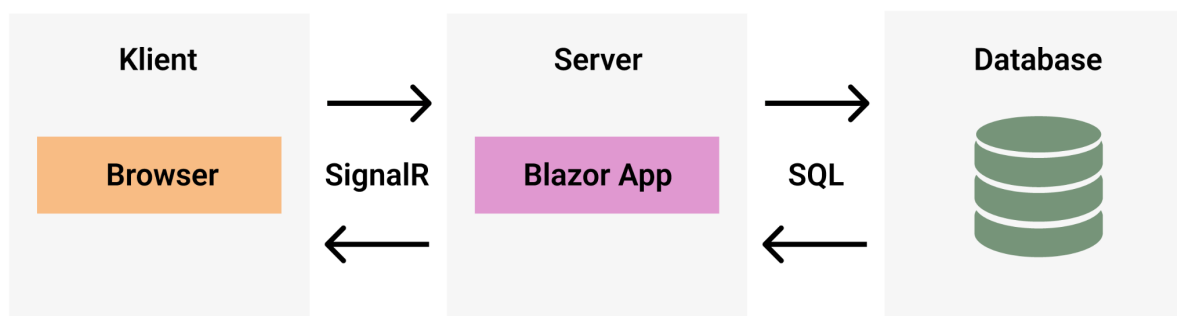 Klient
Server
Database
Browser
SignalR
Blazor App
SQL